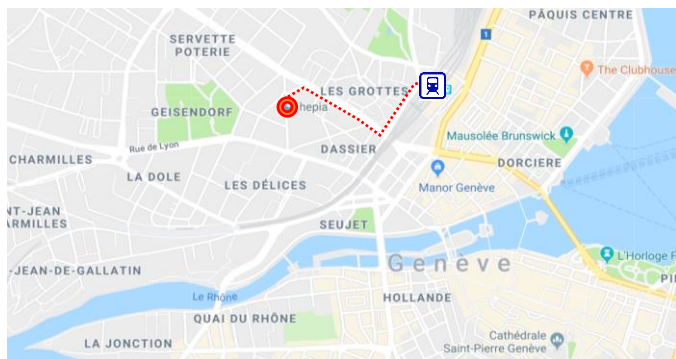 PÂQUIS CENTRE
SERVETTE
POTERIE
1
The Clubhouse
LES GROTTES
hepia
GEISENDORF
Mausolée Brunswick
Rue de Lyon
DASSIER
CHARMILLES
DORCIERE
LA DOLE
LES DÉLICES
Manor Genève
NT-JEAN
ARMILLES
SEUJET
L'Horloge F
Genève
-JEAN-DE-GALLATIN
PI
Le Rhône
HOLLANDE
QUAI DU RHÔNE
Cathédrale
Saint-Pierre Genève
LA JONCTION